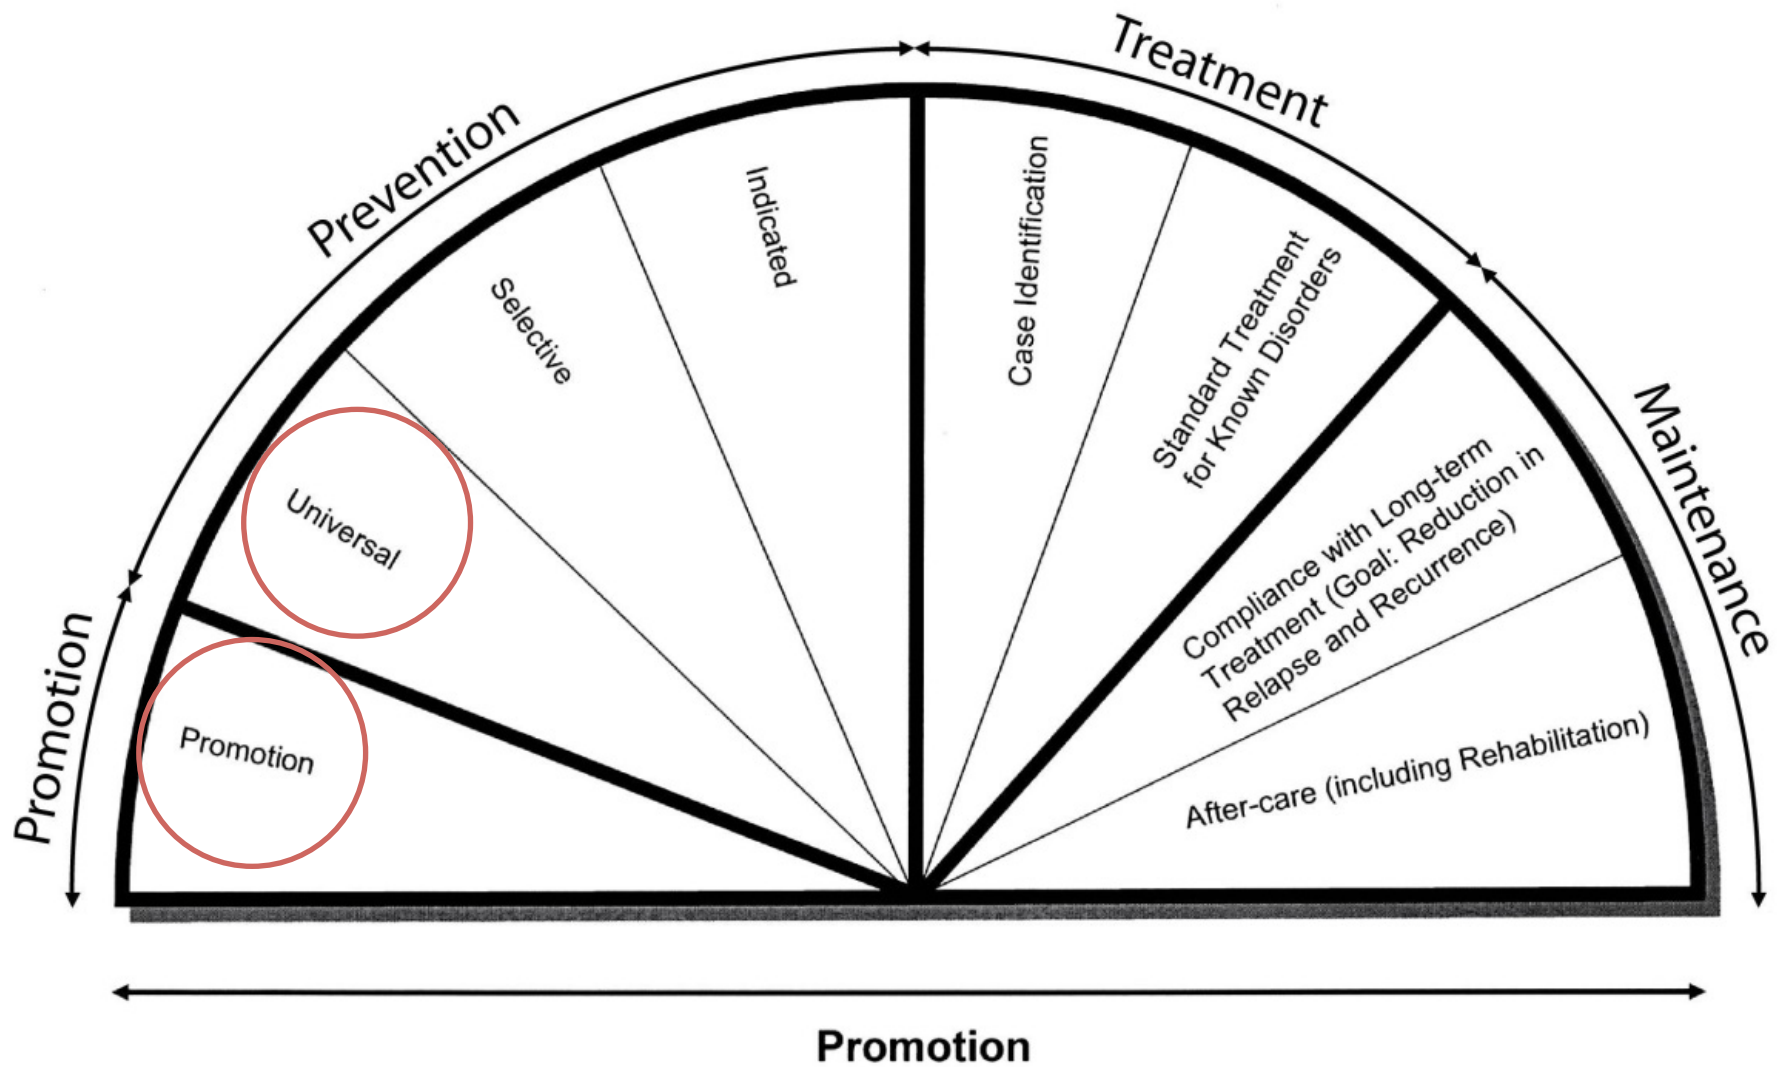 Promotion
Prevention
Treatment
Maintenance
Promotion
Universal
Selective
Indicated
Case Identification
Standard Treatment
for Known Disorders
Compliance with Long-term
Treatment (Goal: Reduction in
Relapse and Recurrence)
After-care (including Rehabilitation)
Promotion